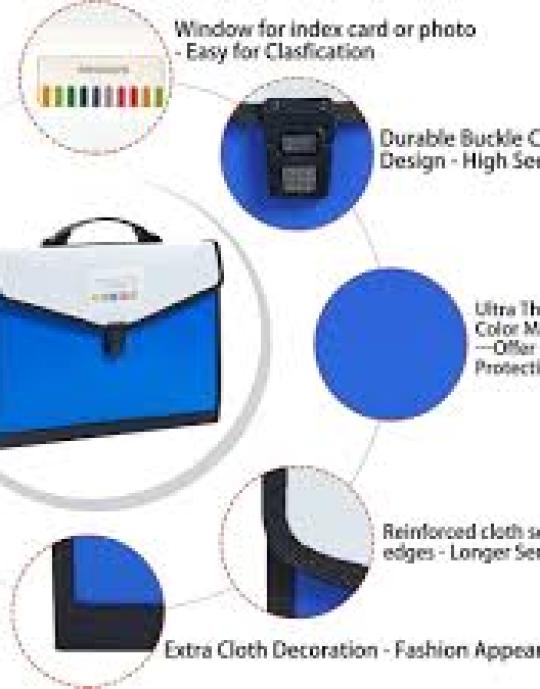 Window for index card or photo
- Easy for Clasfication
Durable Buckle C
Design - High Se
Ultra Th
Color M
---Offer
Protecti
Reinforced cloth s
edges - Longer Ser
Extra Cloth Decoration - Fashion Appear